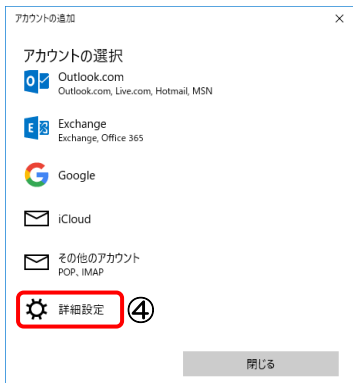 アカウントの追加
アカウントの選択
Outlook.com
Outlook.com, Live.com, Hotmail, MSN
Exchange
Exchange, Office 365
Google
iCloud
その他のアカウント
POP、IMAP
詳細設定 ④
閉じる